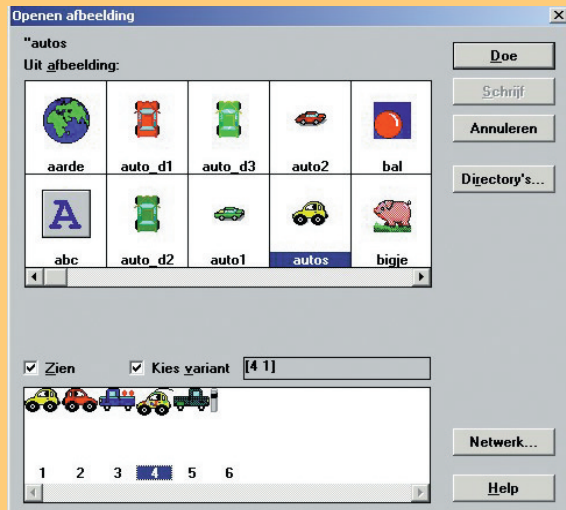 Openen afbeelding
"autos
Uit afbeelding:
aarde auto_d1 auto_d3 auto2 bal
A
abc auto_d2 auto1 autos bigje
Doe
Schrijf
Annuleren
Directory's...
Zien Kies variant [4 1]
1 2 3 4 5 6
Netwerk...
Help